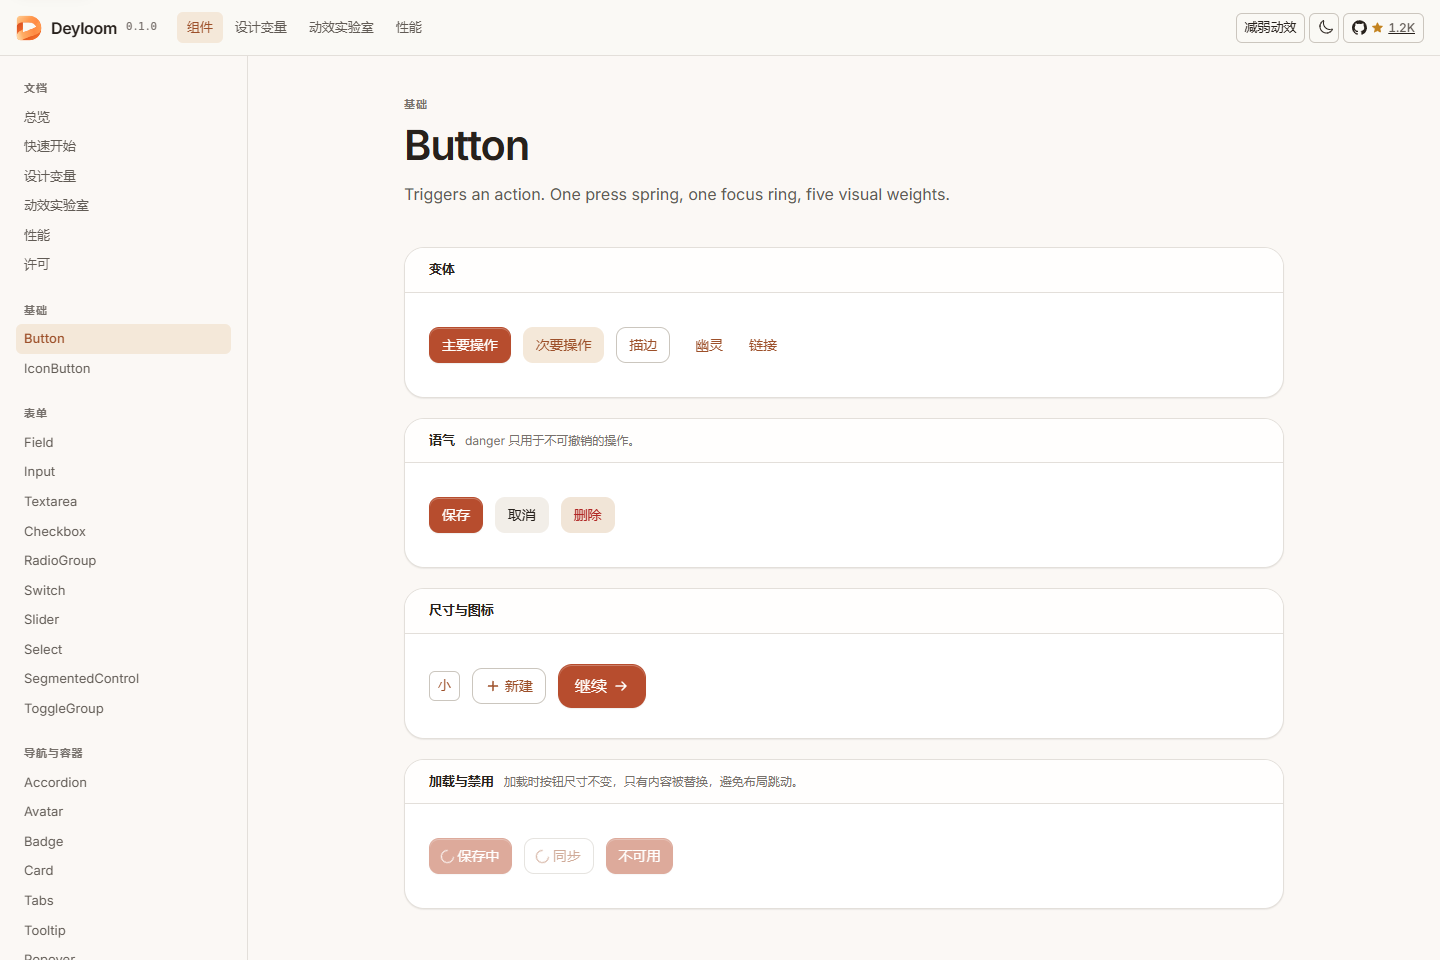 Deyloom 0.1.0 组件 设计变量 动效实验室 性能 减弱动效 1.2K
文档
总览
快速开始
设计变量
动效实验室
性能
许可
基础
Button
IconButton
表单
Field
Input
Textarea
Checkbox
RadioGroup
Switch
Slider
Select
SegmentedControl
ToggleGroup
导航与容器
Accordion
Avatar
Badge
Card
Tabs
Tooltip
Popover
基础
Button
Triggers an action. One press spring, one focus ring, five visual weights.
变体
主要操作 次要操作 描边 幽灵 链接
语气 danger 只用于不可撤销的操作。
保存 取消 删除
尺寸与图标
小 新建 继续
加载与禁用 加载时按钮尺寸不变，只有内容被替换，避免布局跳动。
保存中 同步 不可用